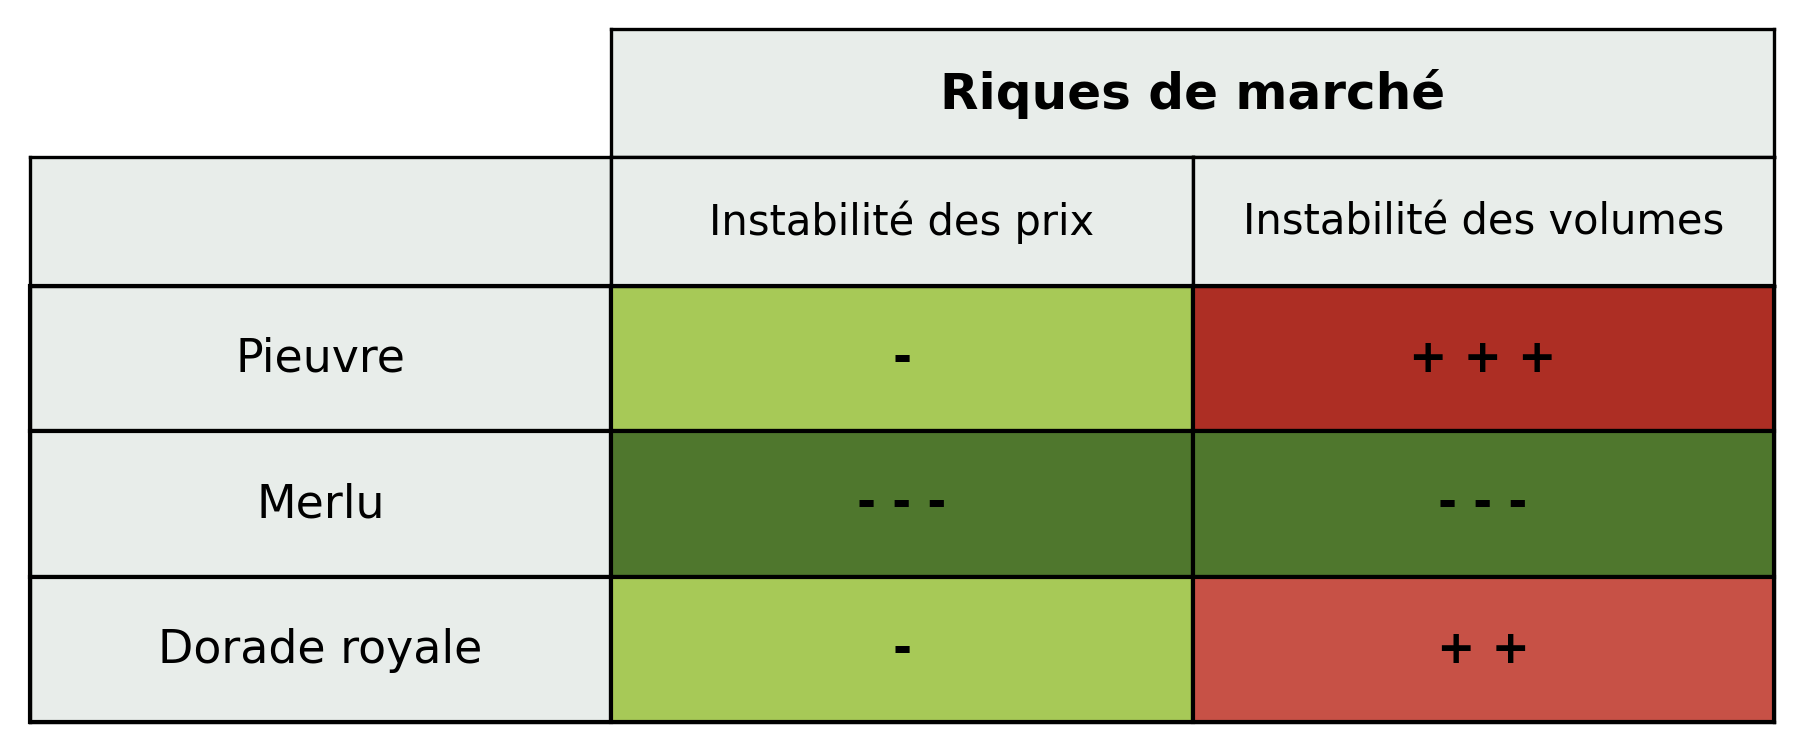 Riques de marché
Instabilité des prix Instabilité des volumes
Pieuvre - + + +
Merlu - - - - - -
Dorade royale - + +